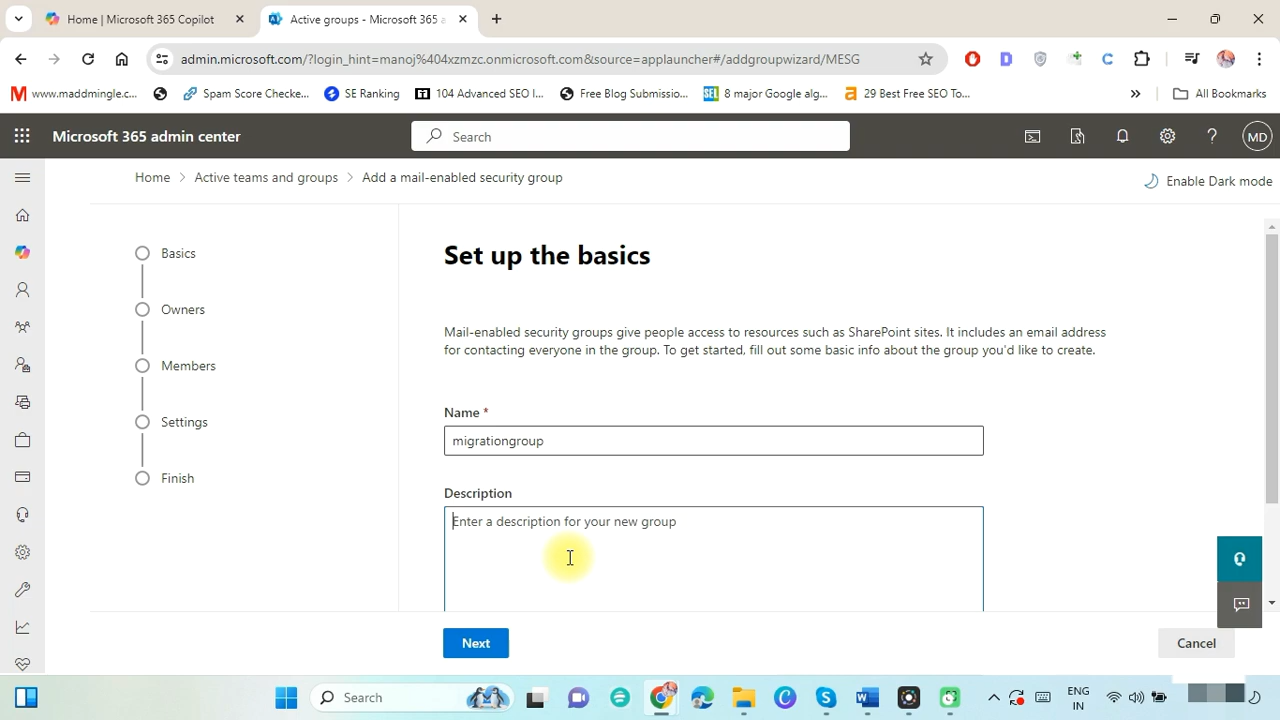 Home | Microsoft 365 Copilot
Active groups - Microsoft 365 a
admin.microsoft.com/?login_hint=manoj%404xzmzc.onmicrosoft.com&source=applauncher#/addgroupwizard/MESG
www.maddmingle.c...
Spam Score Checke...
SE Ranking
104 Advanced SEO l...
Free Blog Submissio...
SEL
8 major Google alg...
29 Best Free SEO To...
All Bookmarks
Microsoft 365 admin center
Search
MD
Home > Active teams and groups > Add a mail-enabled security group
Enable Dark mode
Basics
Owners
Members
Settings
Finish
Set up the basics
Mail-enabled security groups give people access to resources such as SharePoint sites. It includes an email address
for contacting everyone in the group. To get started, fill out some basic info about the group you'd like to create.
Name *
migrationgroup
Description
Enter a description for your new group
Next
Cancel
Search
ENG
IN